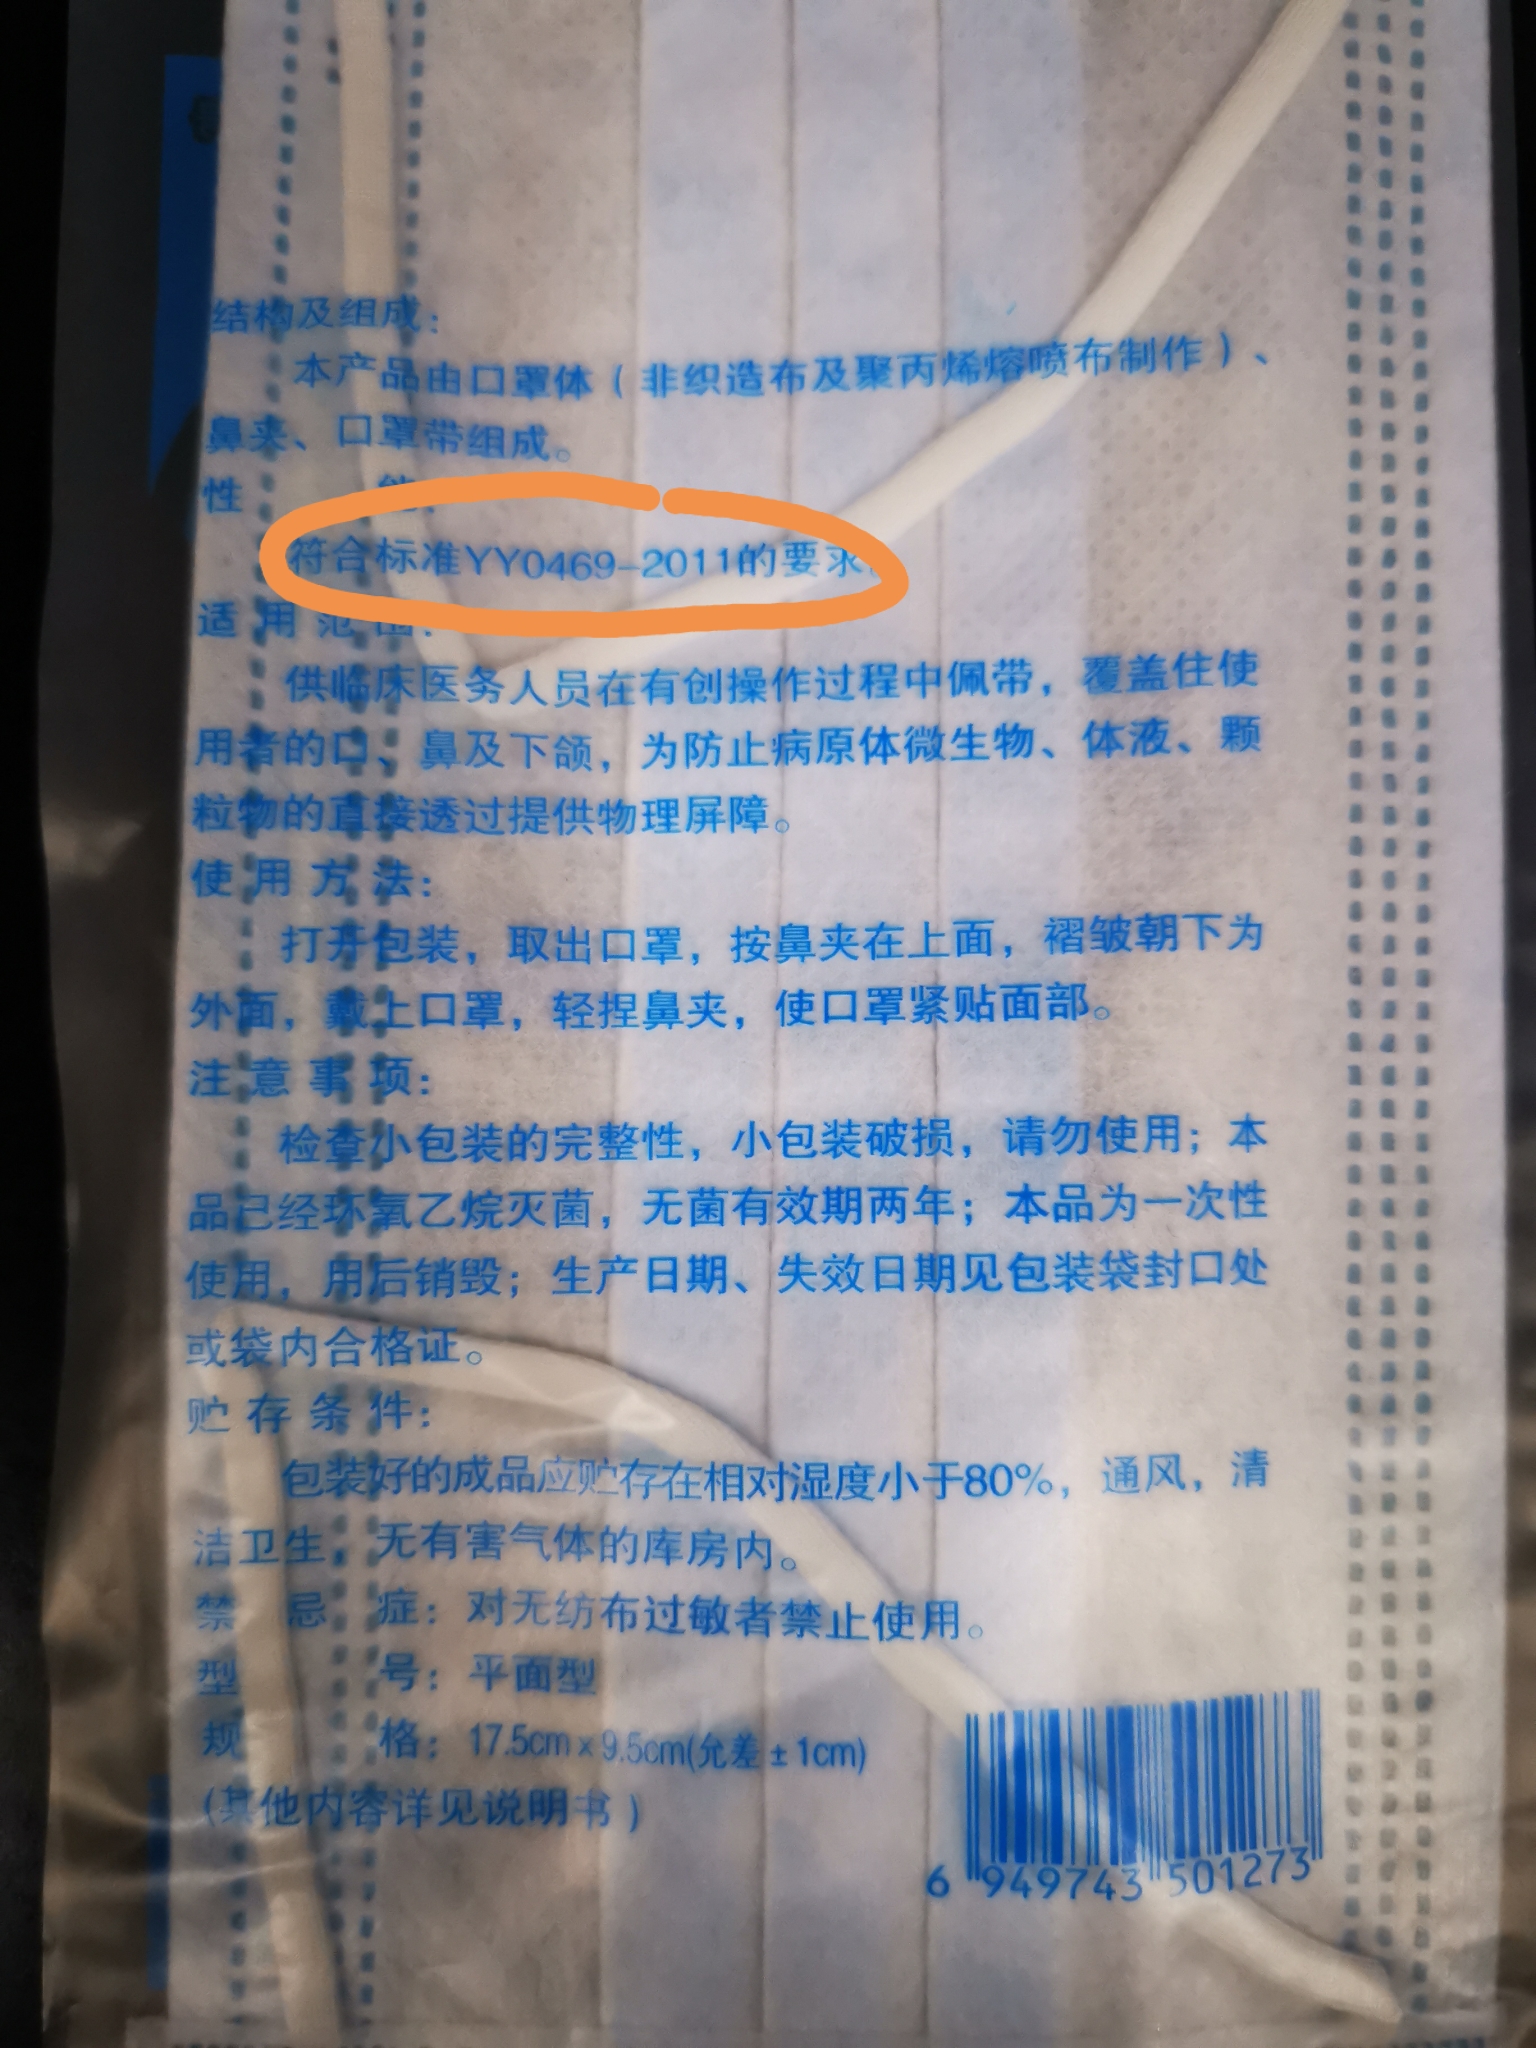 结构及组成：
本产品由口罩体（非织造布及聚丙烯熔喷布制作）、
鼻夹、口罩带组成。
性 能：
符合标准YY0469-2011的要求。
适用范围：
供临床医务人员在有创操作过程中佩带，覆盖住使
用者的口、鼻及下颌，为防止病原体微生物、体液、颗
粒物的直接透过提供物理屏障。
使用方法：
打开包装，取出口罩，按鼻夹在上面，褶皱朝下为
外面，戴上口罩，轻捏鼻夹，使口罩紧贴面部。
注意事项：
检查小包装的完整性，小包装破损，请勿使用；本
品已经环氧乙烷灭菌，无菌有效期两年；本品为一次性
使用，用后销毁；生产日期、失效日期见包装袋封口处
或袋内合格证。
贮存条件：
包装好的成品应贮存在相对湿度小于80%，通风，清
洁卫生，无有害气体的库房内。
禁 忌 症：对无纺布过敏者禁止使用。
型 号：平面型
规 格：17.5cm×9.5cm(允差±1cm)
（其他内容详见说明书）
6 949743 501273